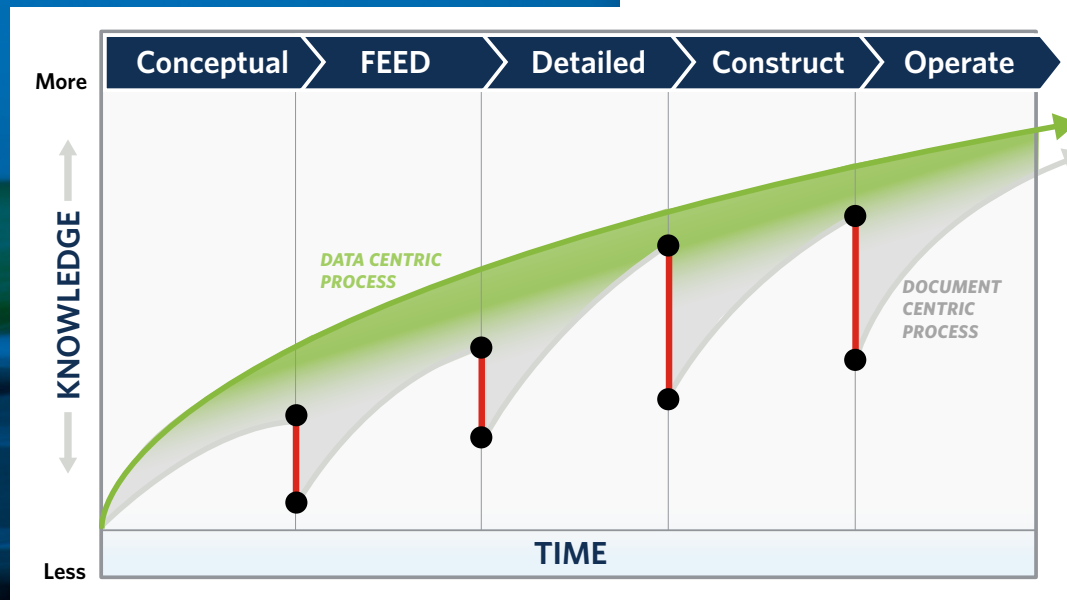 Conceptual
FEED
Detailed
Construct
Operate
More
KNOWLEDGE
Less
DATA CENTRIC
PROCESS
DOCUMENT
CENTRIC
PROCESS
TIME